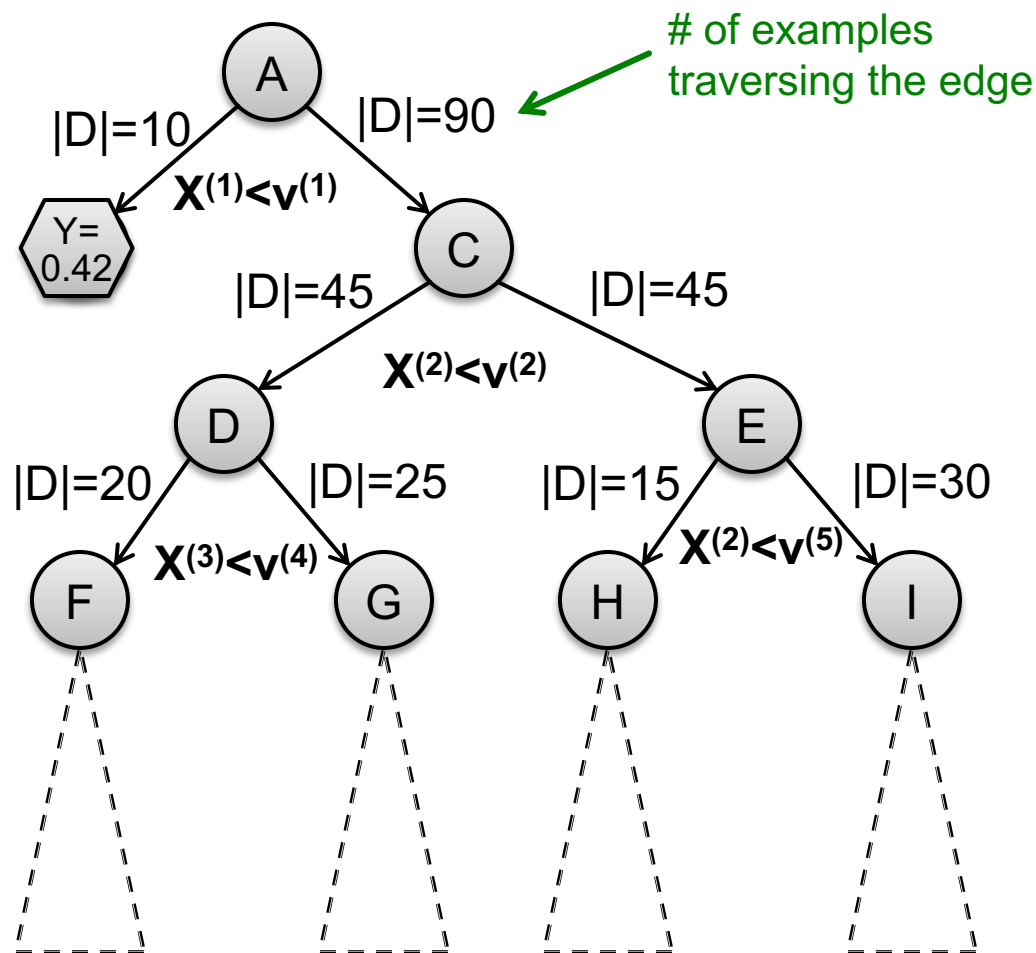 A
# of examples
traversing the edge
|D|=10
|D|=90
X(1)<v(1)
Y=
0.42
C
|D|=45
|D|=45
X(2)<v(2)
D
E
|D|=20
|D|=25
|D|=15
|D|=30
X(3)<v(4)
X(2)<v(5)
F
G
H
I